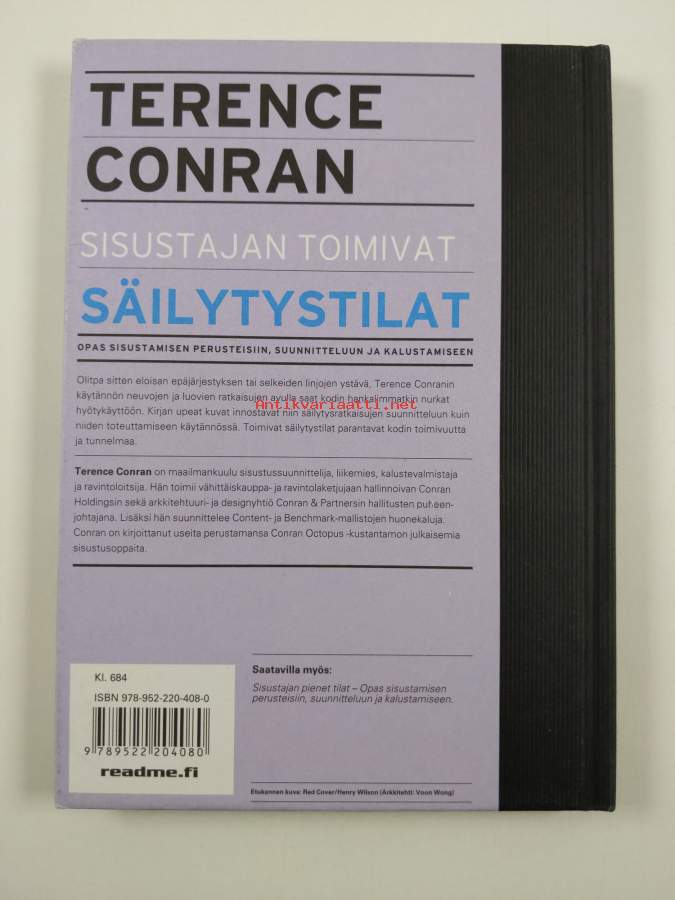 TERENCE
CONRAN
SISUSTAJAN TOIMIVAT
SÄILYTYSTILAT
OPAS SISUSTAMISEN PERUSTEISIIN, SUUNNITTELUUN JA KALUSTAMISEEN
Olitpa sitten eloisan epäjärjestyksen tai selkeiden linjojen ystävä, Terence Conranin
käytännön neuvojen ja luovien ratkaisujen avulla saat kodin hankalimmatkin nurkat
Antikvariaatti.net
hyötykäyttöön. Kirjan upeat kuvat innostavat niin säilytysratkaisujen suunnitteluun kuin
niiden toteuttamiseen käytännössä. Toimivat säilytystilat parantavat kodin toimivuutta
ja tunnelmaa.
Terence Conran on maailmankuulu sisustussuunnittelija, liikemies, kalustevalmistaja
ja ravintoloitsija. Hän toimii vähittäiskauppa- ja ravintolaketjujaan hallinnoivan Conran
Holdingsin sekä arkkitehtuuri- ja designyhtiö Conran & Partnersin hallitusten puheen-
johtajana. Lisäksi hän suunnittelee Content- ja Benchmark-mallistojen huonekaluja.
Conran on kirjoittanut useita perustamansa Conran Octopus -kustantamon julkaisemia
sisustusoppaita.
Kl. 684
ISBN 978-952-220-408-0
9 789522 204080
readme.fi
Saatavilla myös:
Sisustajan pienet tilat – Opas sisustamisen
perusteisiin, suunnitteluun ja kalustamiseen.
Etukannen kuva: Red Cover/Henry Wilson (Arkkitehti: Voon Wong)